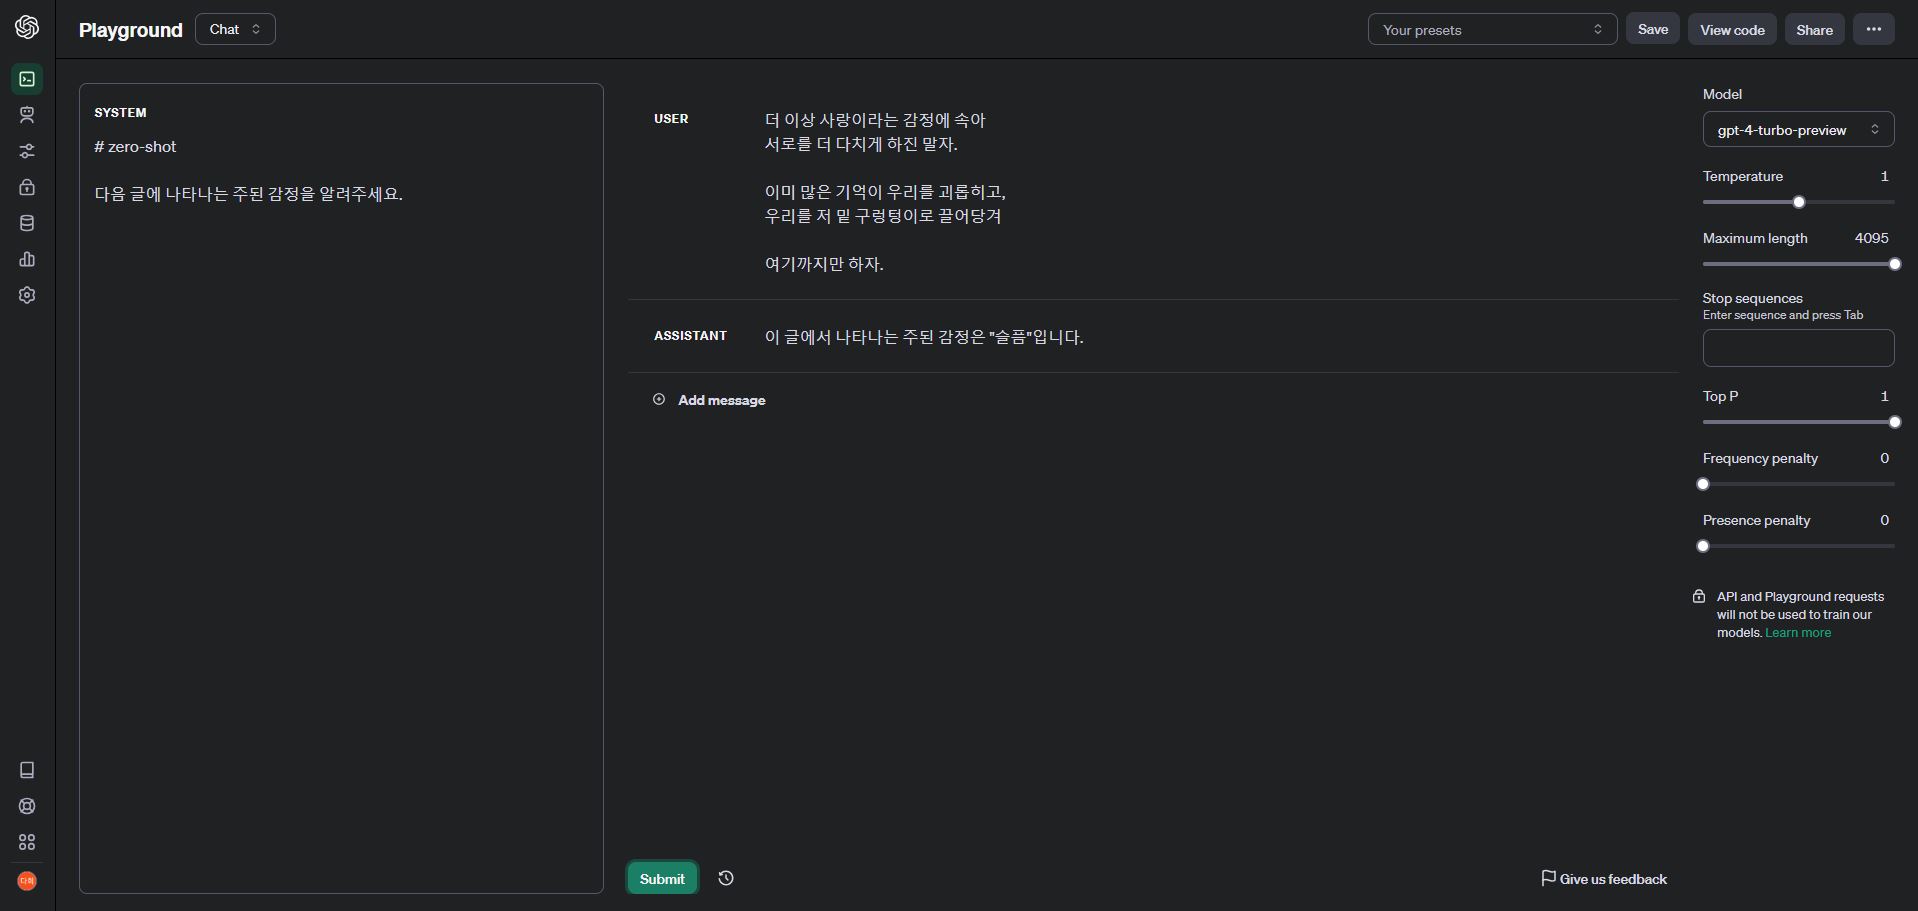 Playground
Chat
Your presets
Save
View code
Share
SYSTEM
# zero-shot
다음 글에 나타나는 주된 감정을 알려주세요.
USER
더 이상 사랑이라는 감정에 속아
서로를 더 다치게 하진 말자.
이미 많은 기억이 우리를 괴롭히고,
우리를 저 밑 구렁텅이로 끌어당겨
여기까지만 하자.
ASSISTANT
이 글에서 나타나는 주된 감정은 "슬픔"입니다.
Add message
Model
gpt-4-turbo-preview
Temperature 1
Maximum length 4095
Stop sequences
Enter sequence and press Tab
Top P 1
Frequency penalty 0
Presence penalty 0
API and Playground requests
will not be used to train our
models. Learn more
다희
Submit
Give us feedback